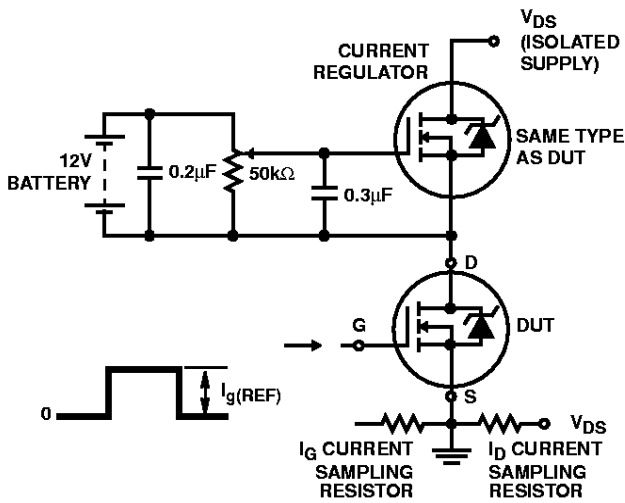 V_DS
(ISOLATED
SUPPLY)
CURRENT
REGULATOR
SAME TYPE
AS DUT
12V
BATTERY
0.2μF
50kΩ
0.3μF
D
DUT
G
I_g(REF)
0
S
V_DS
I_G CURRENT
SAMPLING
RESISTOR
I_D CURRENT
SAMPLING
RESISTOR